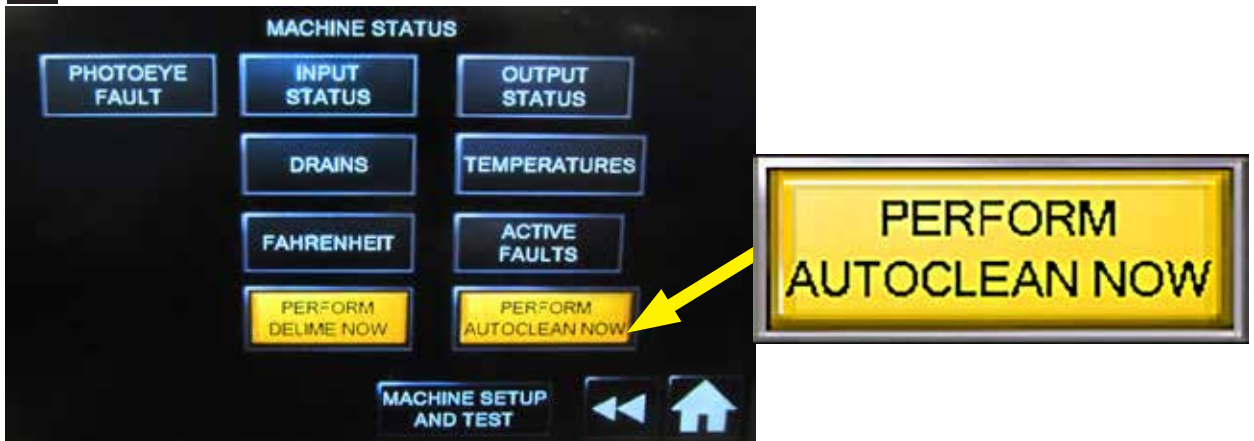 MACHINE STATUS
PHOTOEYE
FAULT
INPUT
STATUS
OUTPUT
STATUS
DRAINS
TEMPERATURES
FAHRENHEIT
ACTIVE
FAULTS
PERFORM
DELIME NOW
PERFORM
AUTOCLEAN NOW
MACHINE SETUP
AND TEST
PERFORM
AUTOCLEAN NOW